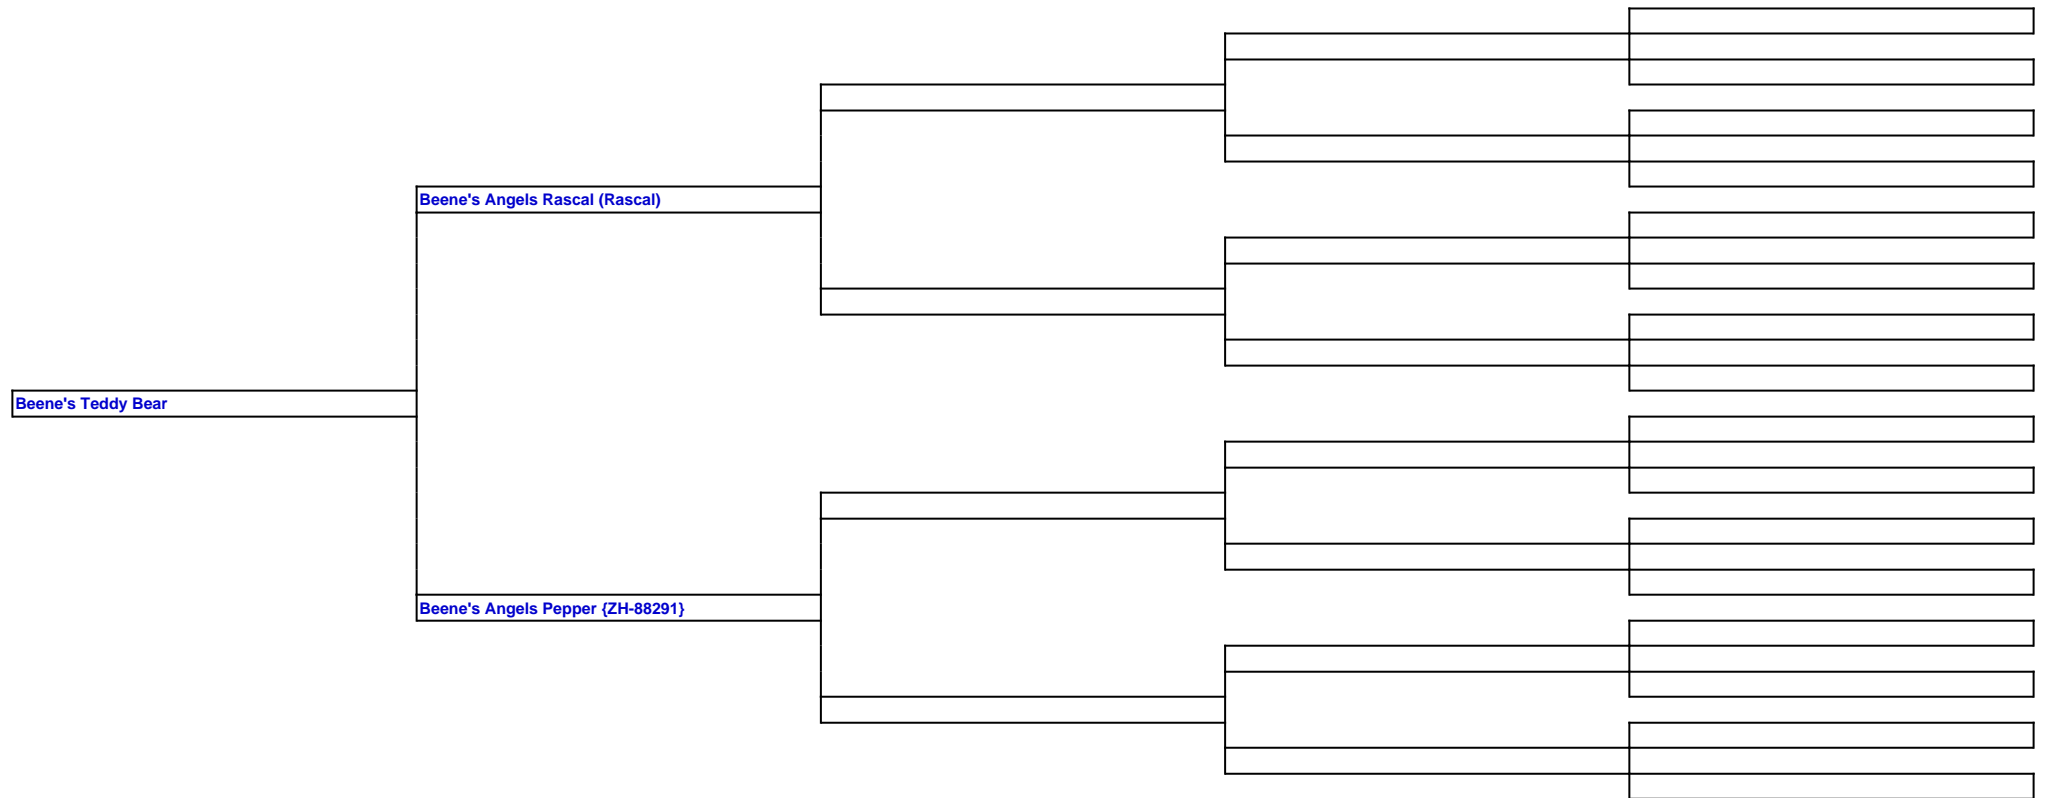 Beene's Angels Rascal (Rascal)
Beene's Teddy Bear
Beene's Angels Pepper {ZH-88291}